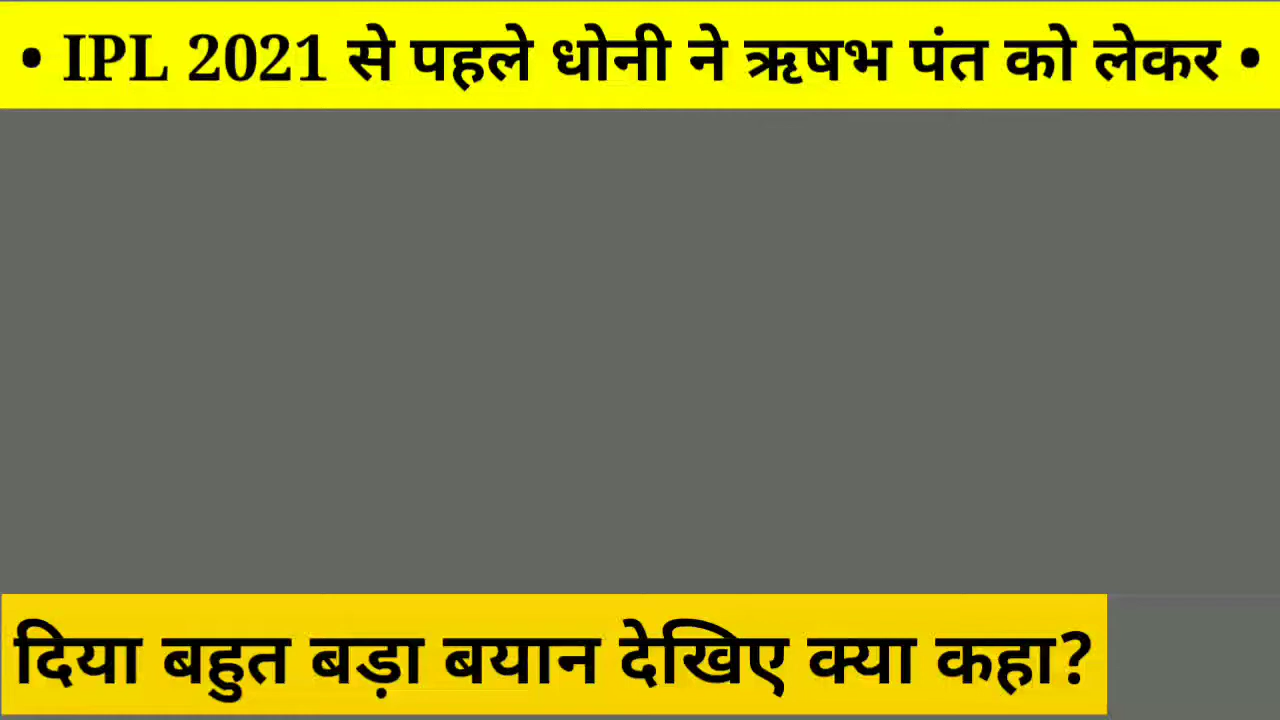 • IPL 2021 से पहले धोनी ने ऋषभ पंत को लेकर •
दिया बहुत बड़ा बयान देखिए क्या कहा?